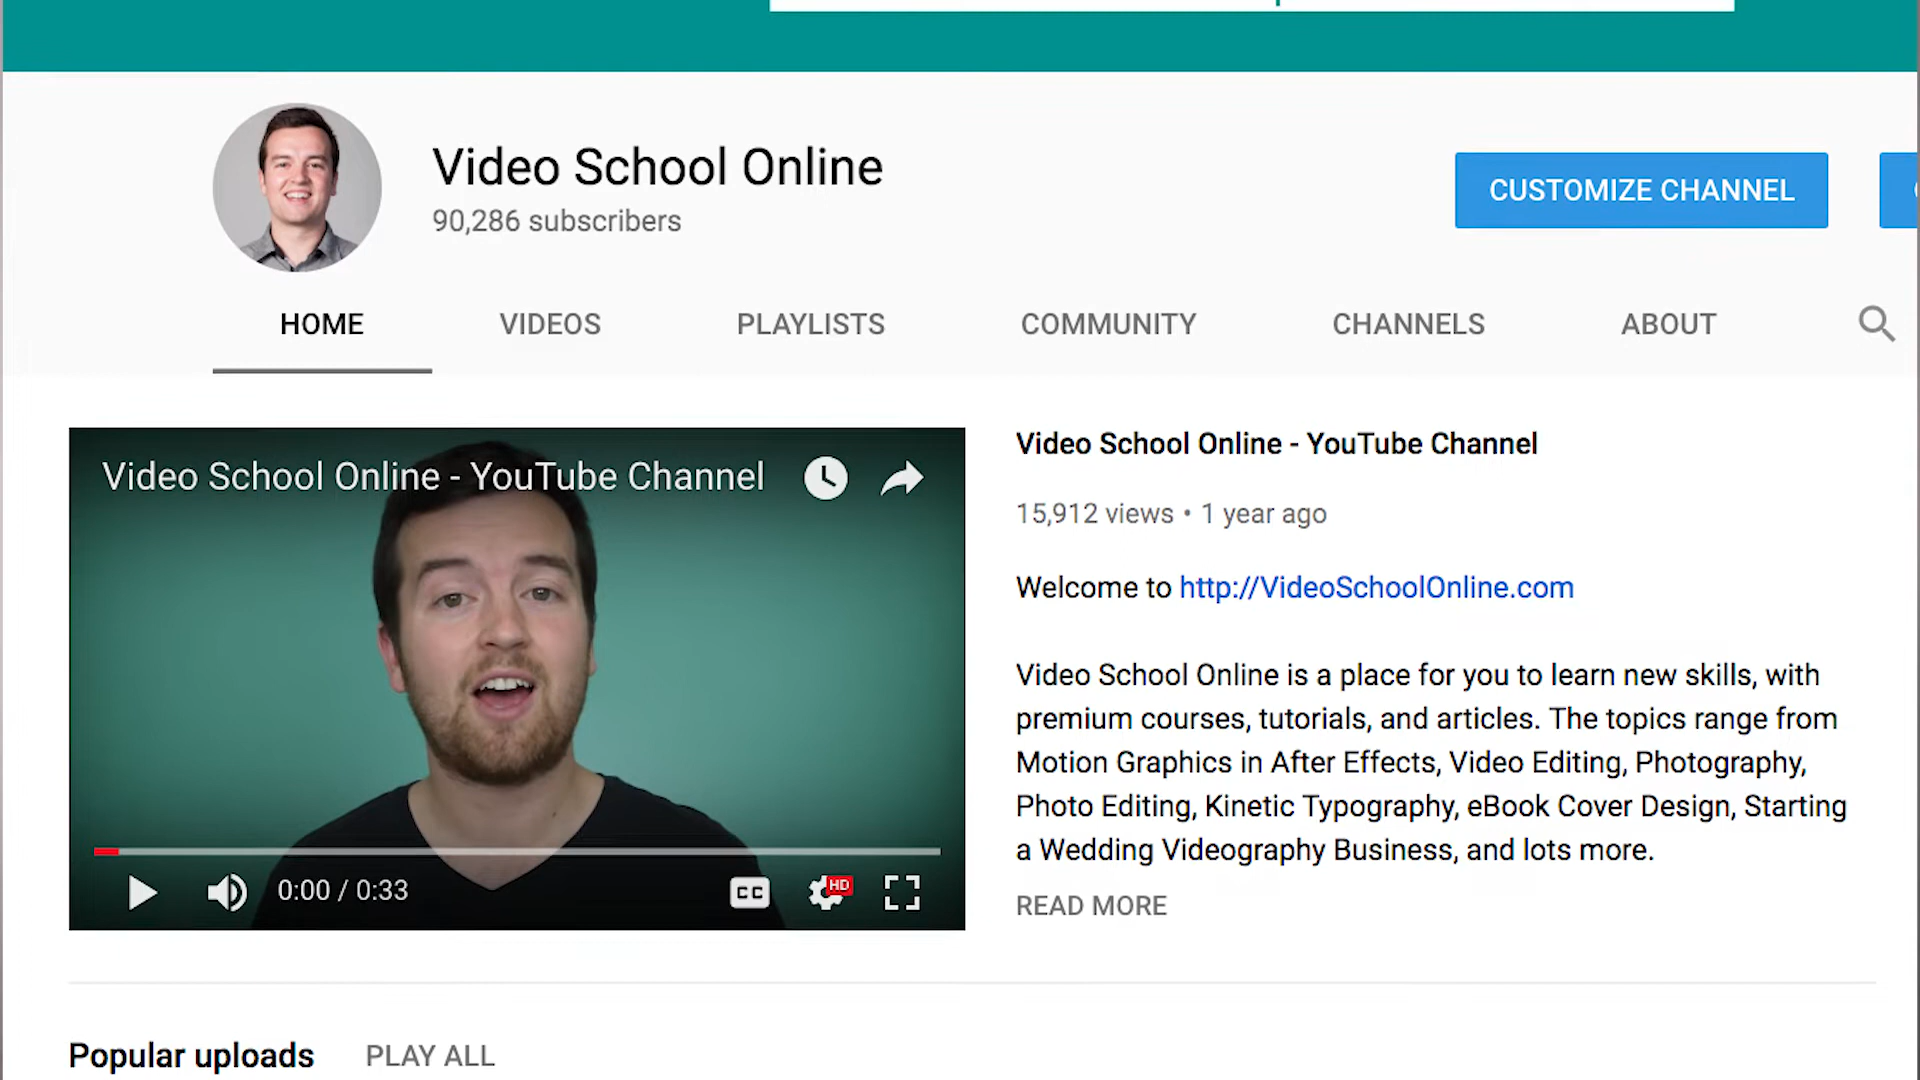 Video School Online
90,286 subscribers
CUSTOMIZE CHANNEL
HOME
VIDEOS
PLAYLISTS
COMMUNITY
CHANNELS
ABOUT
Video School Online - YouTube Channel
0:00 / 0:33
CC
HD
Video School Online - YouTube Channel
15,912 views • 1 year ago
Welcome to http://VideoSchoolOnline.com
Video School Online is a place for you to learn new skills, with
premium courses, tutorials, and articles. The topics range from
Motion Graphics in After Effects, Video Editing, Photography,
Photo Editing, Kinetic Typography, eBook Cover Design, Starting
a Wedding Videography Business, and lots more.
READ MORE
Popular uploads
PLAY ALL